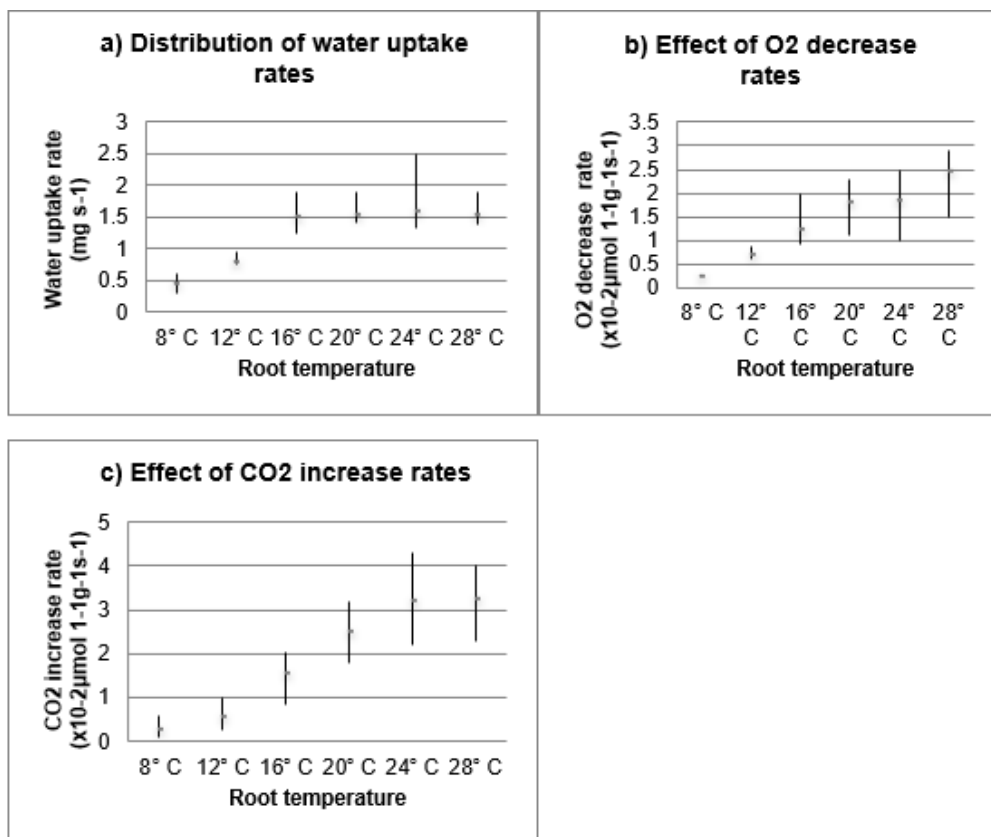 a) Distribution of water uptake
rates
Water uptake rate
(mg s-1)
3
2.5
2
1.5
1
0.5
0
8° C 12° C 16° C 20° C 24° C 28° C
Root temperature
b) Effect of O2 decrease
rates
O2 decrease rate
(x10-2µmol 1-1g-1s-1)
3.5
3
2.5
2
1.5
1
0.5
0
8° C 12° 16° 20° 24° 28°
C C C C C
Root temperature
c) Effect of CO2 increase rates
CO2 increase rate
(x10-2µmol 1-1g-1s-1)
5
4
3
2
1
0
8° C 12° C 16° C 20° C 24° C 28° C
Root temperature